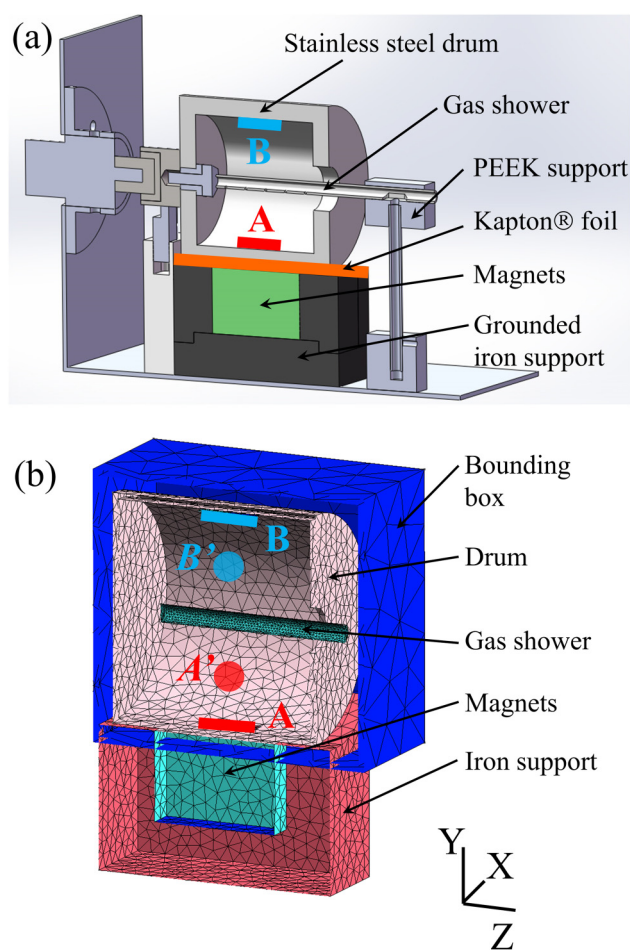 (a)
Stainless steel drum
Gas shower
B
PEEK support
A
Kapton® foil
Magnets
Grounded
iron support
(b)
Bounding
box
B
B'
Drum
Gas shower
A'
A
Magnets
Iron support
Y
X
Z